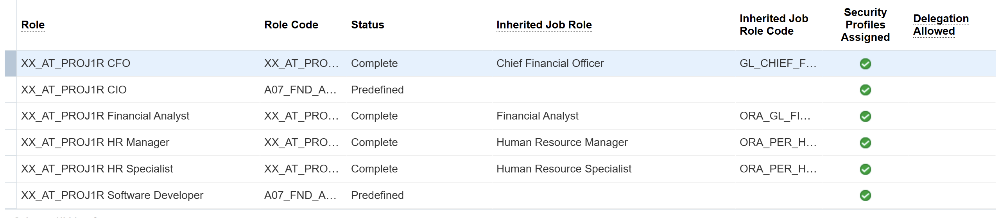 Role	Role Code	Status	Inherited Job Role	Inherited Job Role Code	Security Profiles Assigned	Delegation Allowed
XX_AT_PROJ1R CFO	XX_AT_PRO...	Complete	Chief Financial Officer	GL_CHIEF_F...
XX_AT_PROJ1R CIO	A07_FND_A...	Predefined
XX_AT_PROJ1R Financial Analyst	XX_AT_PRO...	Complete	Financial Analyst	ORA_GL_FI...
XX_AT_PROJ1R HR Manager	XX_AT_PRO...	Complete	Human Resource Manager	ORA_PER_H...
XX_AT_PROJ1R HR Specialist	XX_AT_PRO...	Complete	Human Resource Specialist	ORA_PER_H...
XX_AT_PROJ1R Software Developer	A07_FND_A...	Predefined